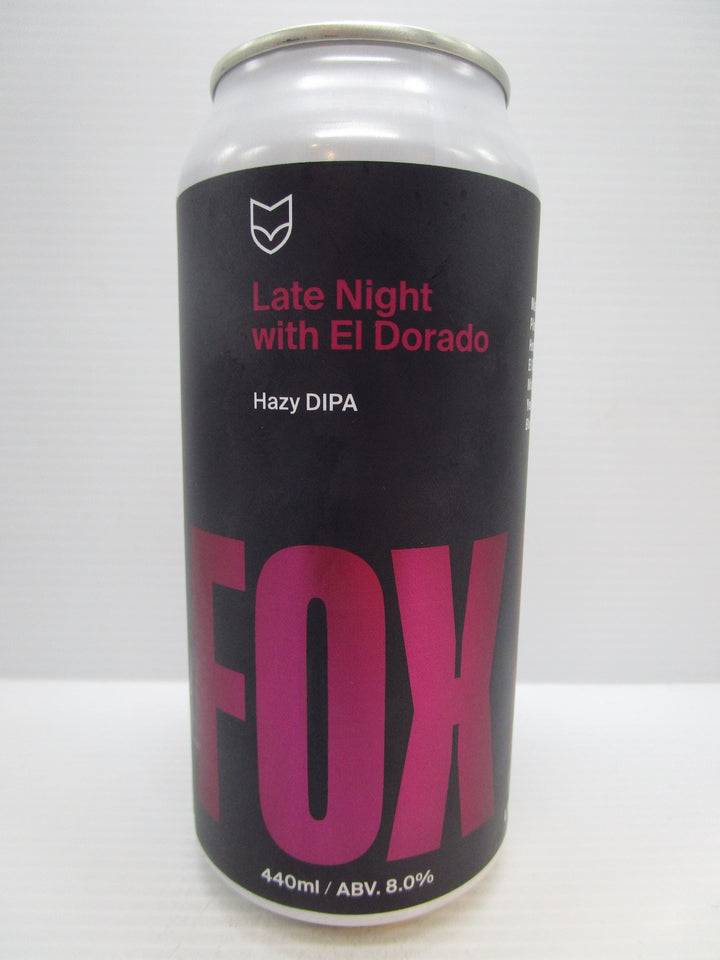 Late Night
with El Dorado
Hazy DIPA
FOX
440ml / ABV. 8.0%